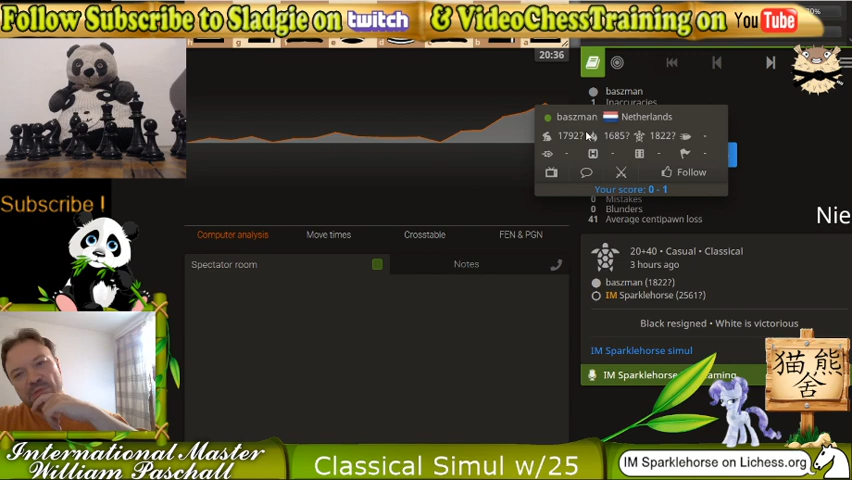 Follow Subscribe to Sladgie on twitch & VideoChessTraining on YouTube
h
g
f
e
d
c
b
a
20:36
baszman
1 Inaccuracies
baszman Netherlands
1792? 1685? 1822? -
- - - -
Follow
Your score: 0 - 1
0 Mistakes
0 Blunders
41 Average centipawn loss
Subscribe !
Nie
Computer analysis
Move times
Crosstable
FEN & PGN
Spectator room
Notes
20+40 • Casual • Classical
3 hours ago
baszman (1822?)
IM Sparklehorse (2561?)
Black resigned • White is victorious
IM Sparklehorse simul
IM Sparklehorse
猫熊
舍
International Master
William Paschall
Classical Simul w/25
IM Sparklehorse on Lichess.org